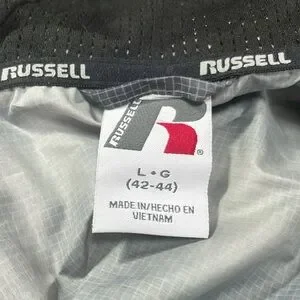 RUSSELL
RUSSELL
RUSSELL
R®
L • G
(42-44)
MADE IN/HECHO EN
VIETNAM